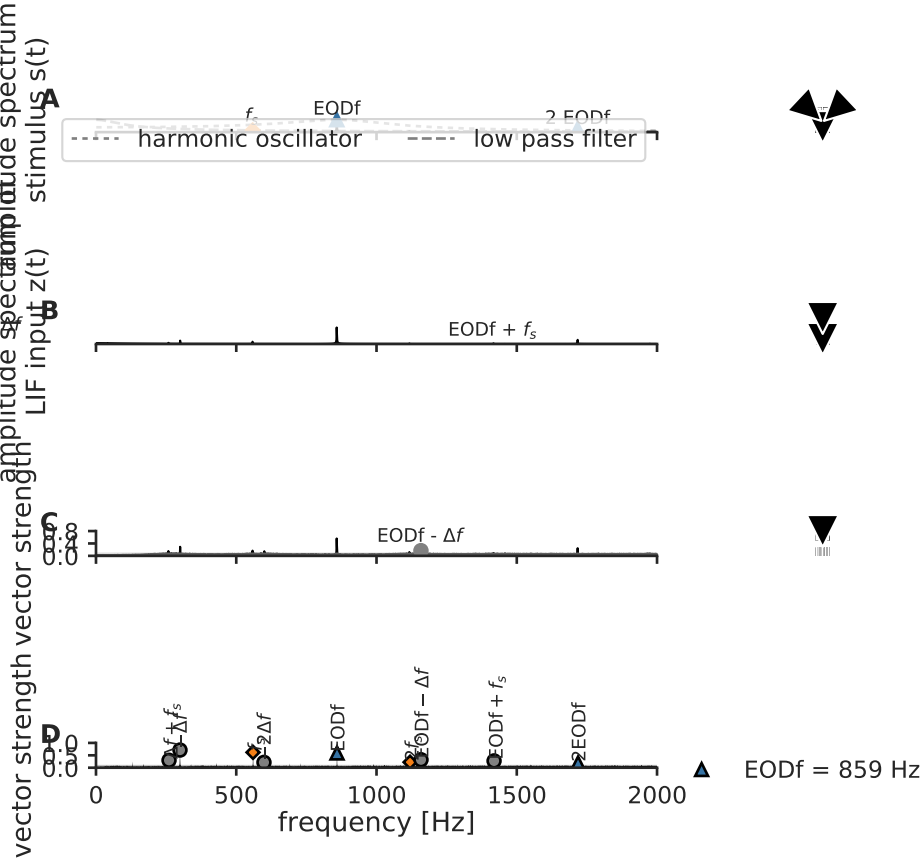 amplitude spectrum
stimulus s(t)
A
f_s
EODf
2 EODf
harmonic oscillator
low pass filter
amplitude spectrum
LIF input z(t)
B
EODf + f_s
vector strength
C
0.8
0.4
0.0
EODf - Δf
vector strength
D
1.0
0.5
0.0
EODf
EODf − Δf
EODf + f_s
2EODf
EODf = 859 Hz
0
500
1000
1500
2000
frequency [Hz]